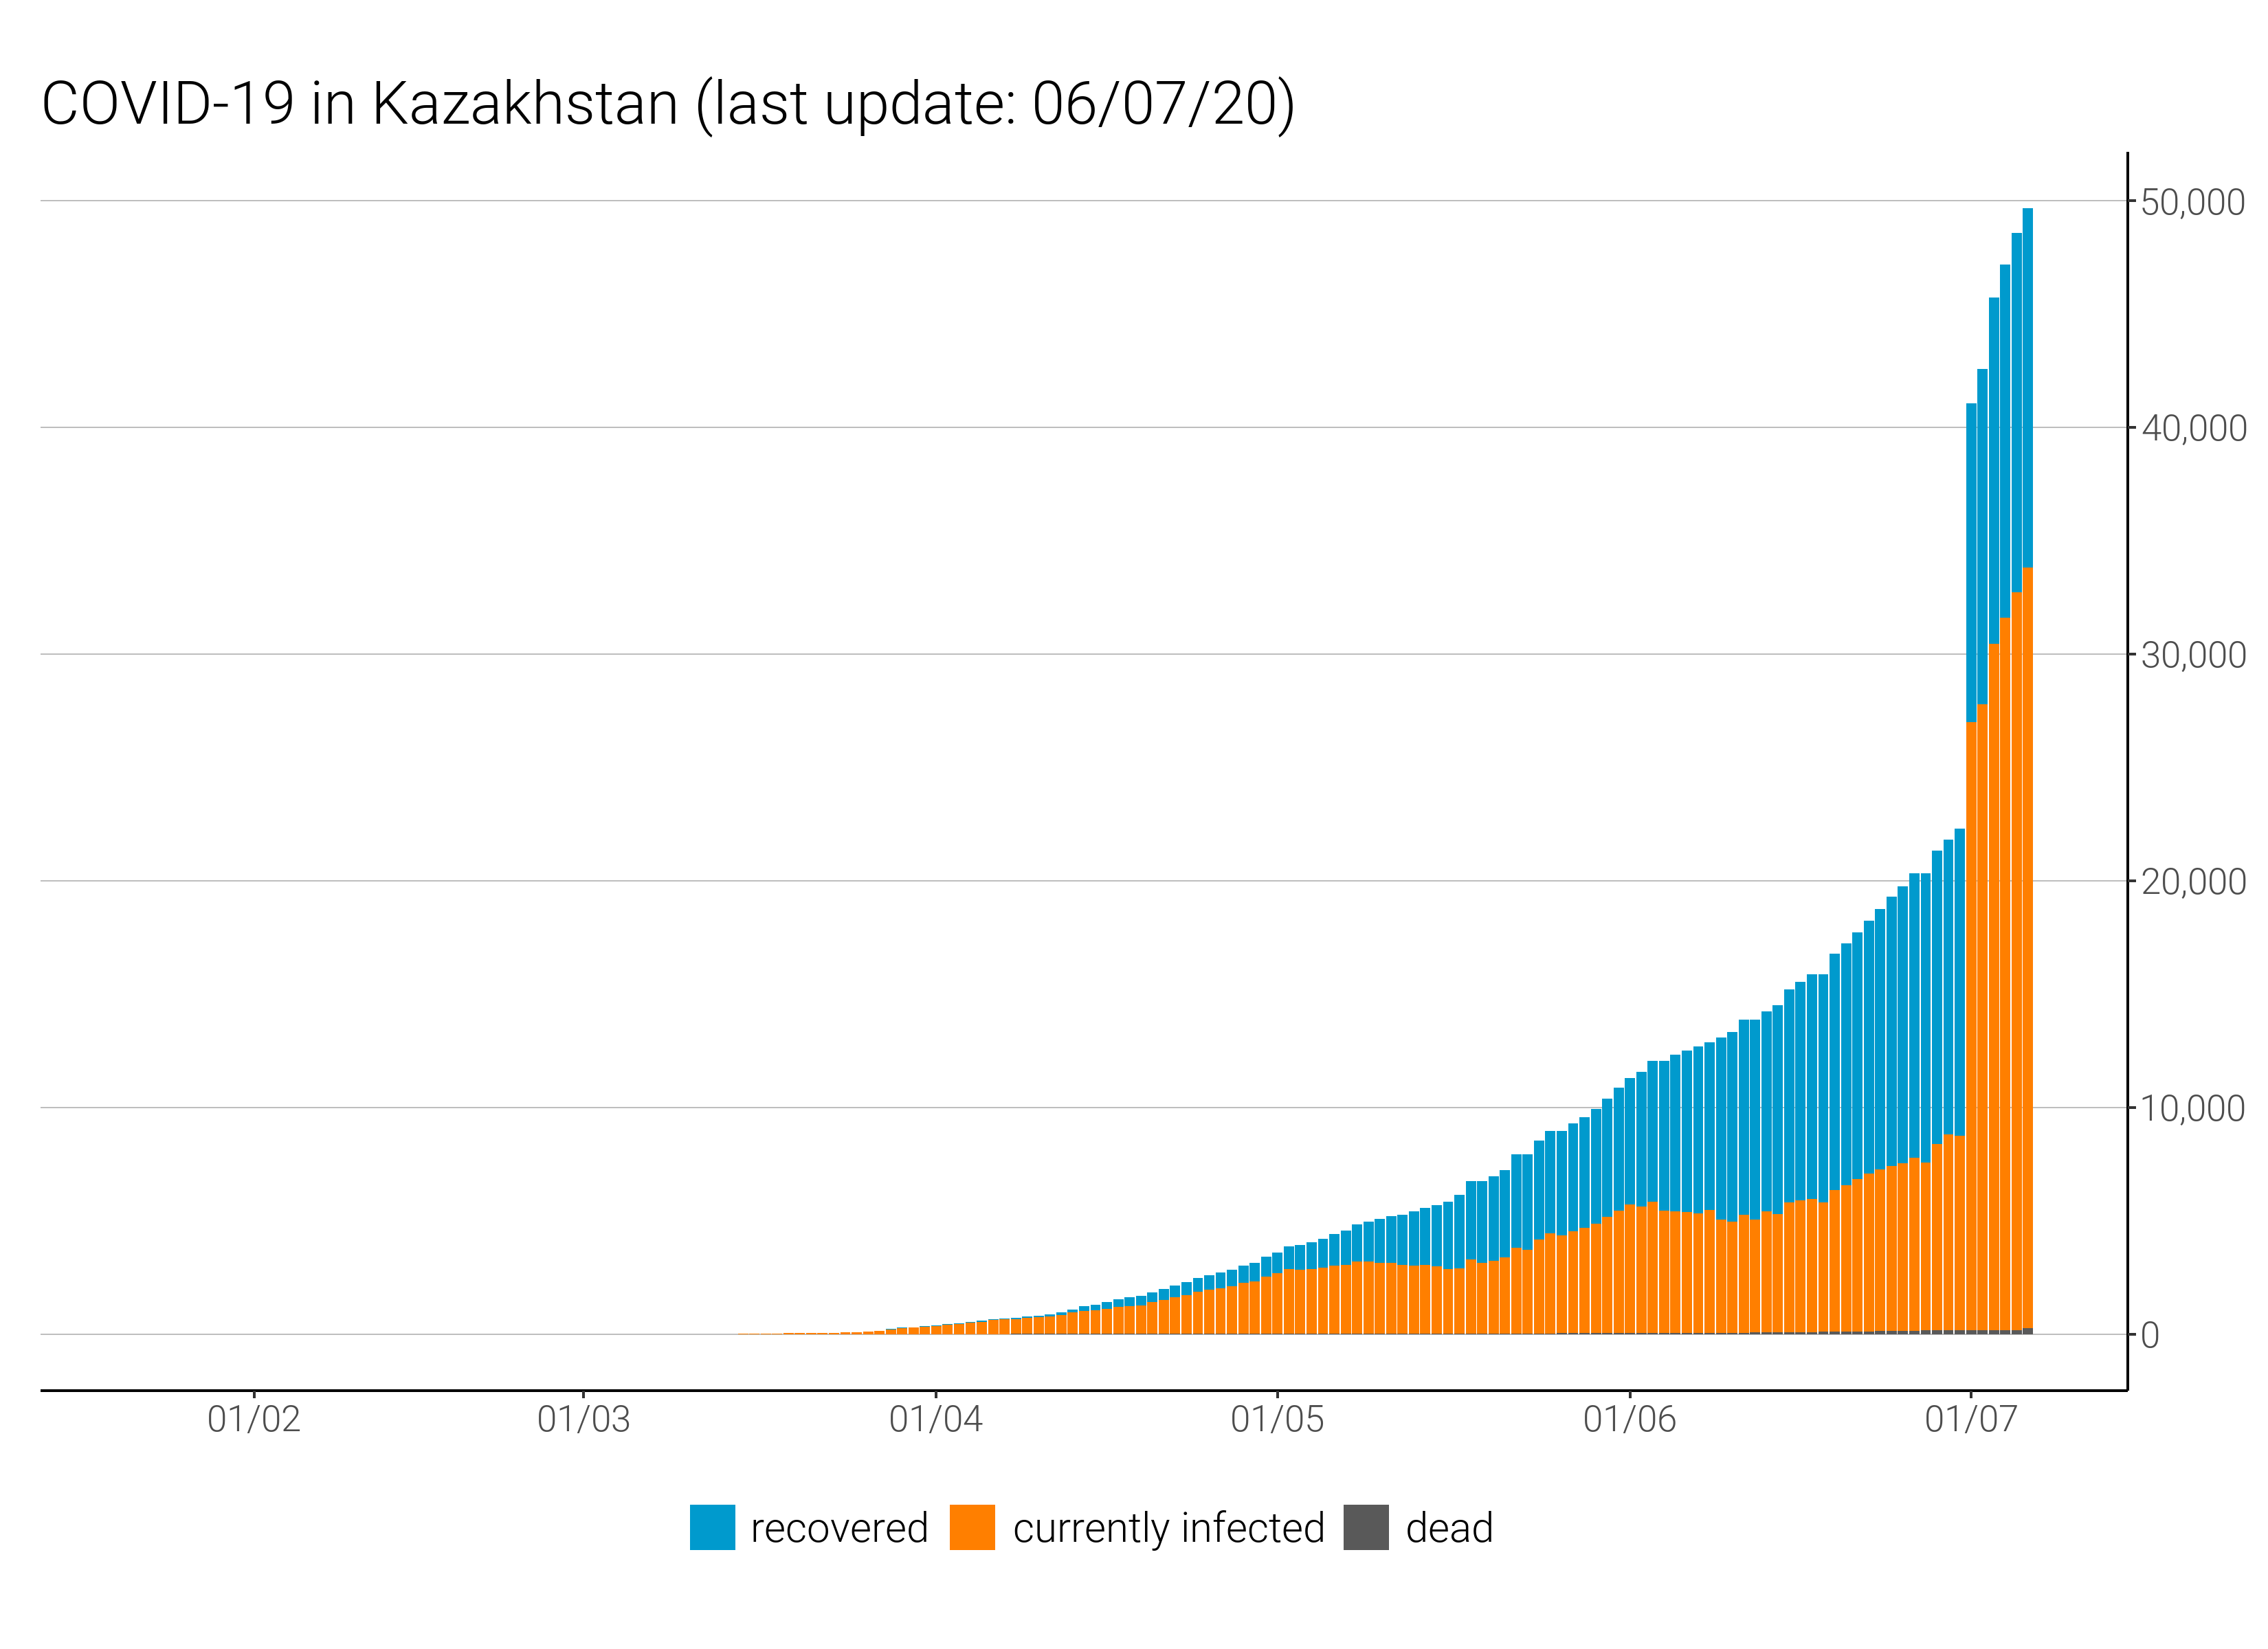 COVID-19 in Kazakhstan (last update: 06/07/20)
50,000
40,000
30,000
20,000
10,000
0
01/02 01/03 01/04 01/05 01/06 01/07
recovered currently infected dead